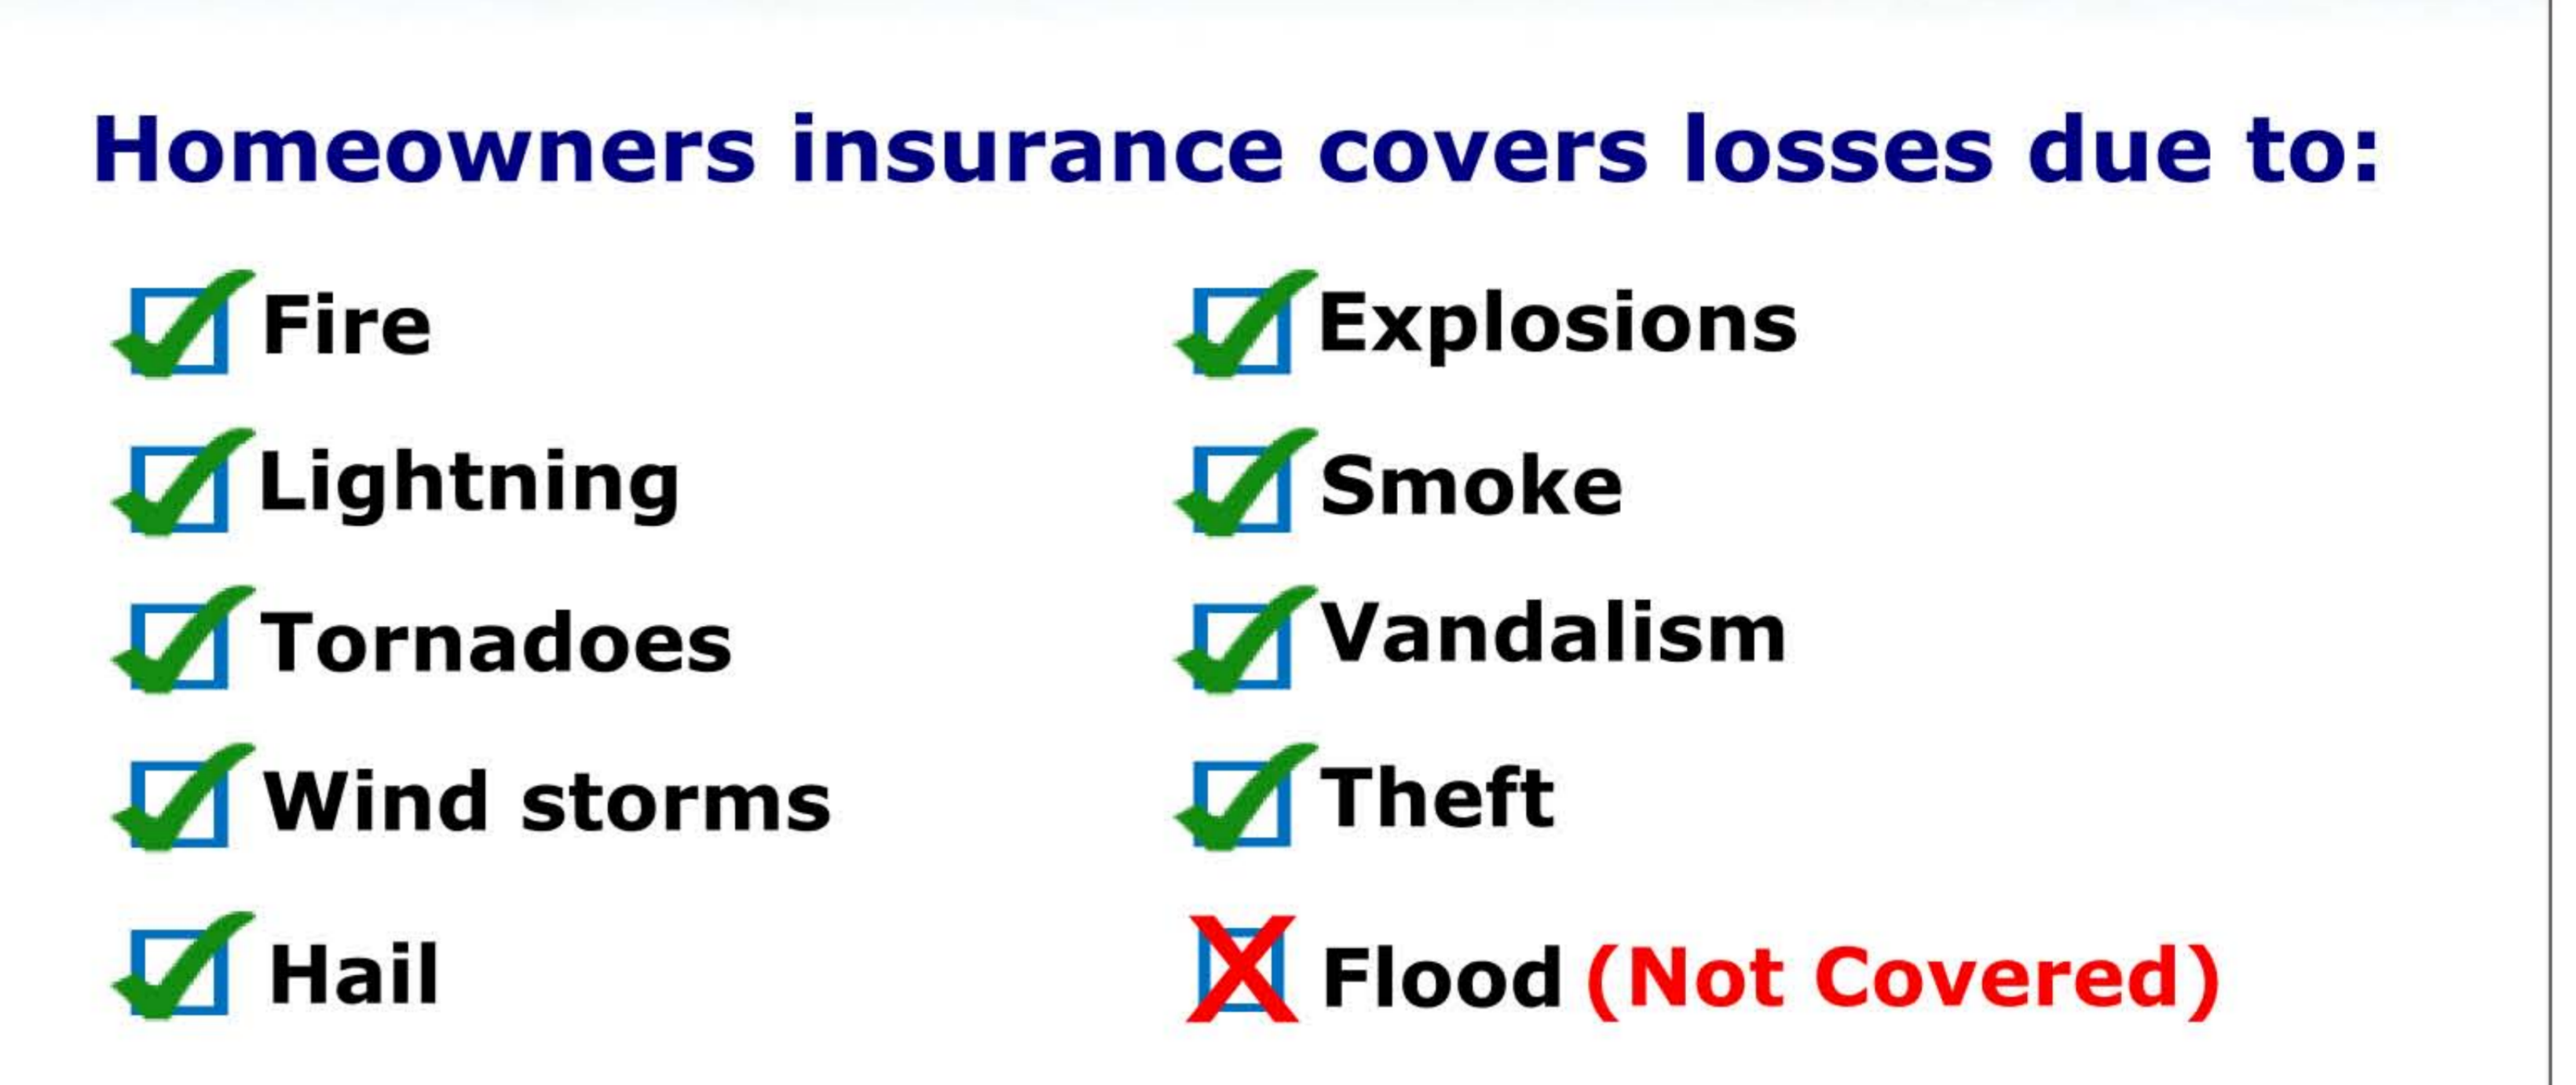 Homeowners insurance covers losses due to:
Fire
Lightning
Tornadoes
Wind storms
Hail
Explosions
Smoke
Vandalism
Theft
Flood (Not Covered)